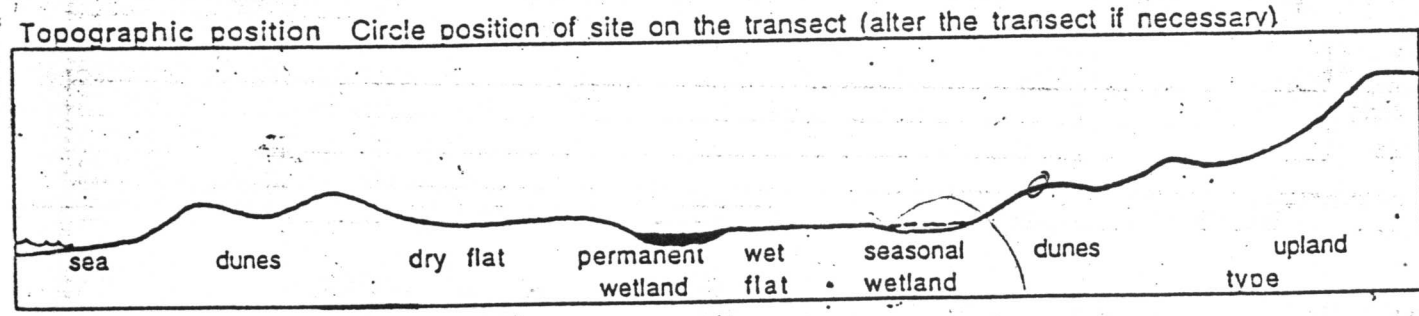 Topographic position Circle position of site on the transect (alter the transect if necessary)
sea dunes dry flat permanent wet seasonal dunes upland
wetland flat wetland type